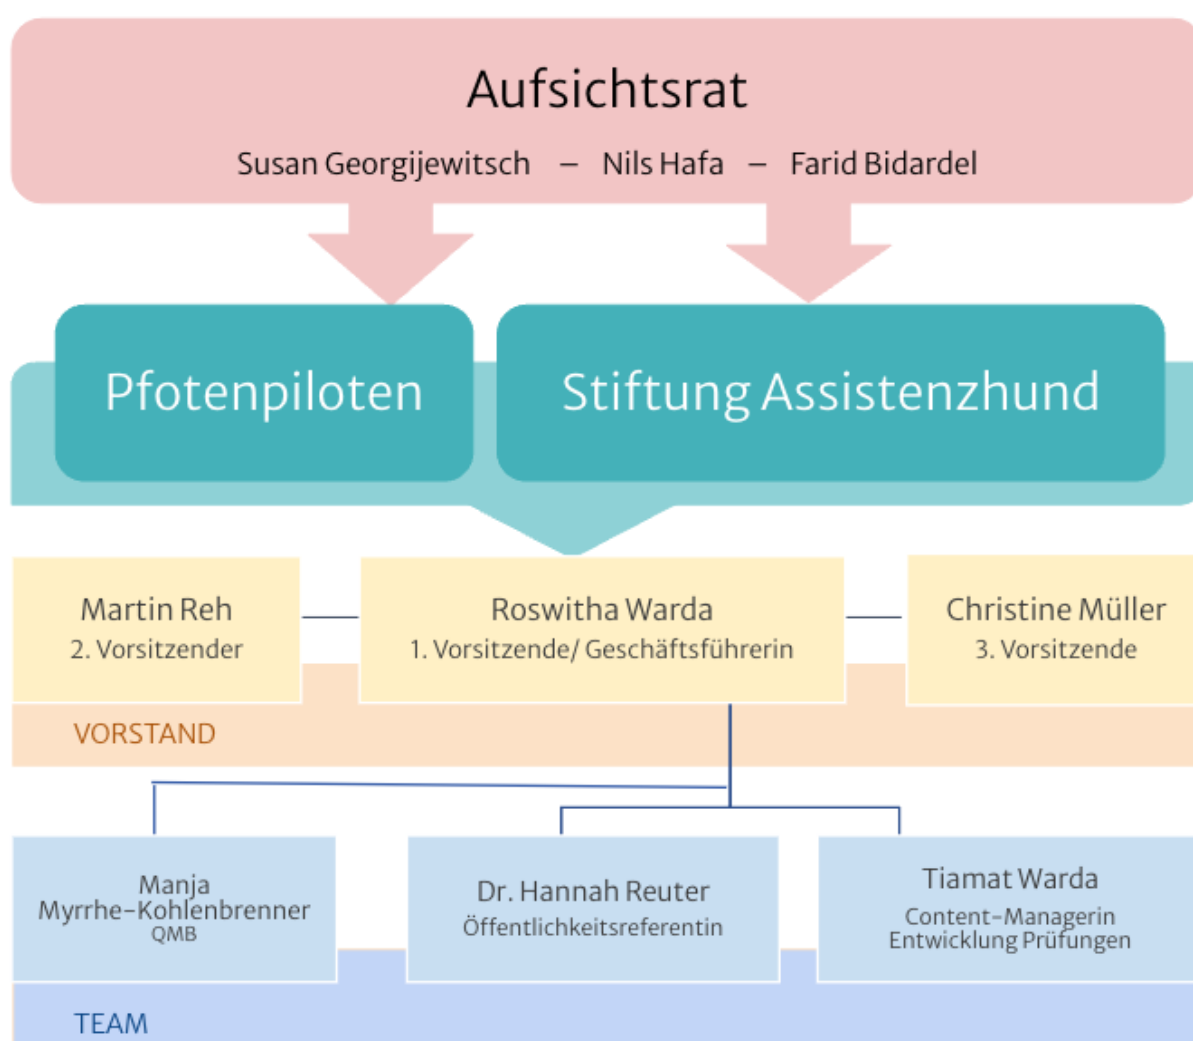 Aufsichtsrat
Susan Georgijewitsch – Nils Hafa – Farid Bidardel
Pfotenpiloten
Stiftung Assistenzhund
Martin Reh
2. Vorsitzender
Roswitha Warda
1. Vorsitzende/ Geschäftsführerin
Christine Müller
3. Vorsitzende
VORSTAND
Manja
Myrrhe-Kohlenbrenner
QMB
Dr. Hannah Reuter
Öffentlichkeitsreferentin
Tiamat Warda
Content-Managerin
Entwicklung Prüfungen
TEAM